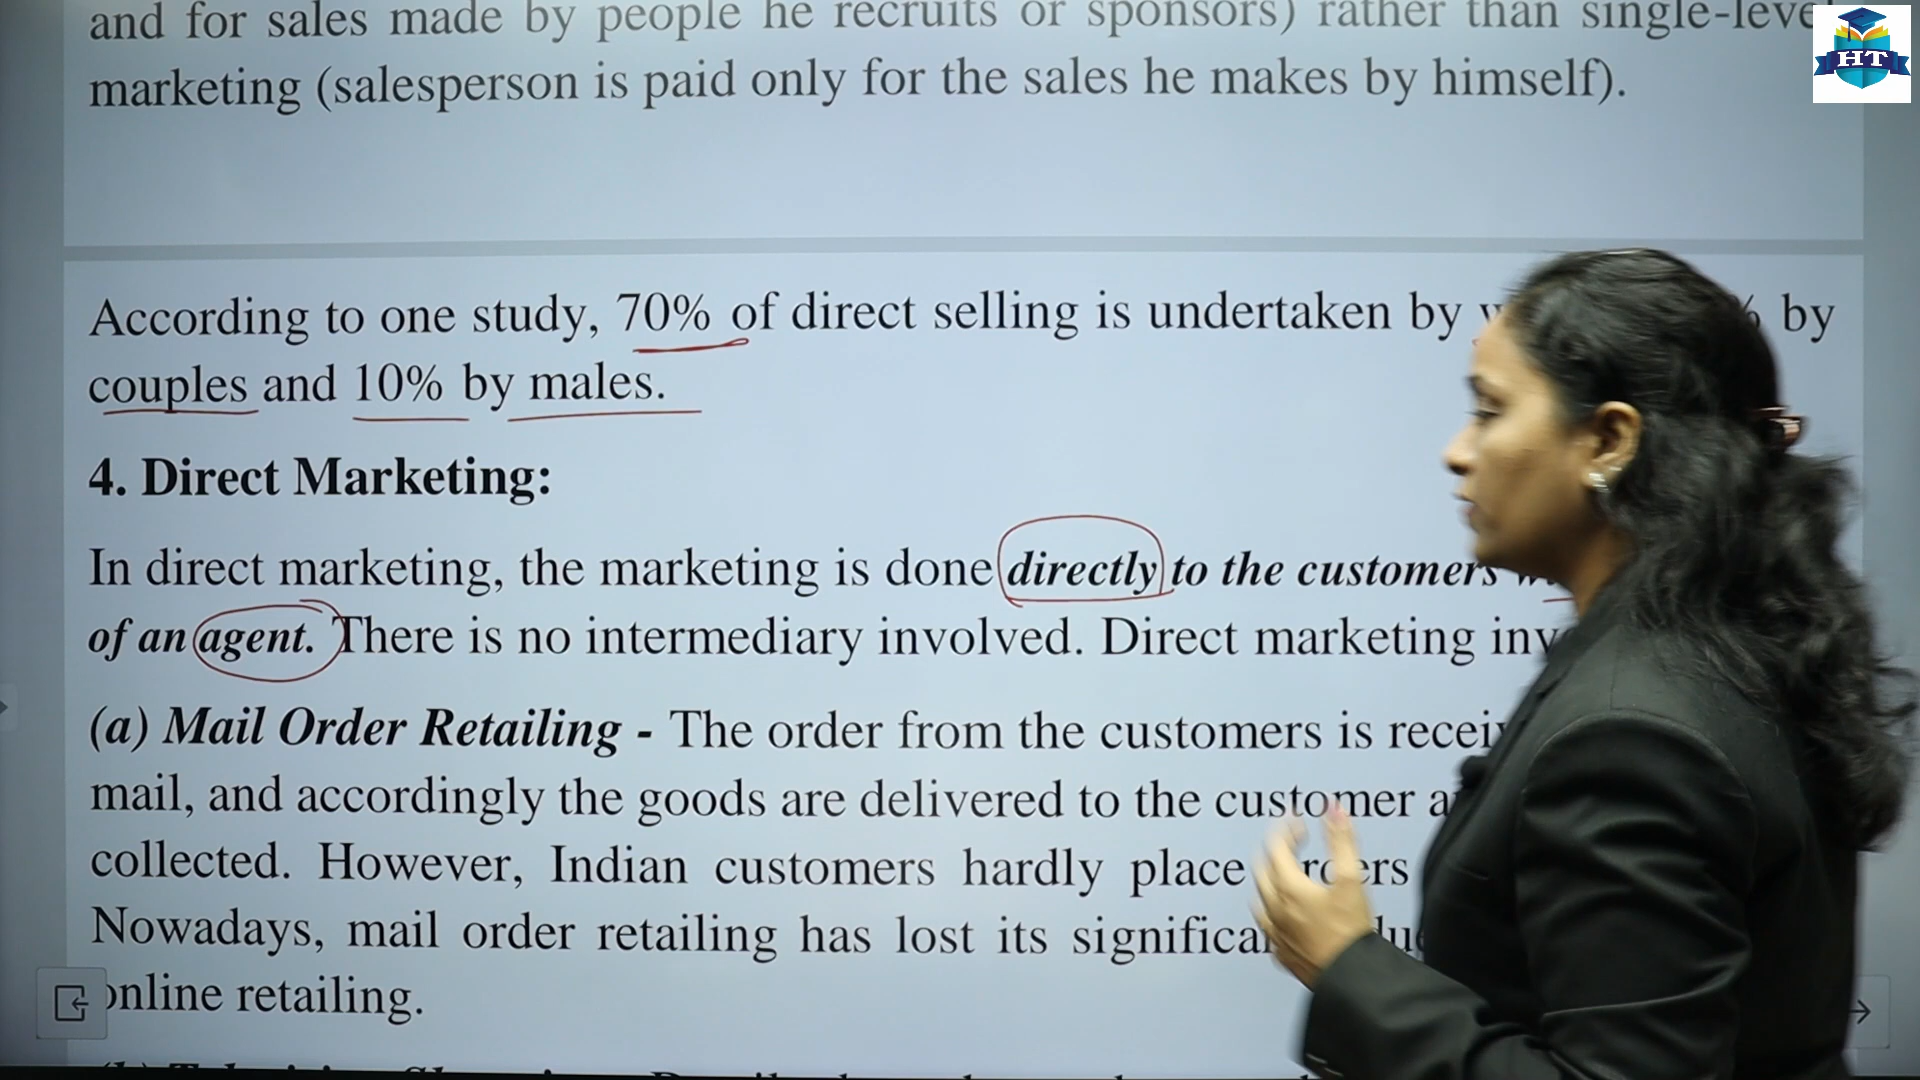 and for sales made by people he recruits or sponsors) rather than single-level
marketing (salesperson is paid only for the sales he makes by himself).
HT
According to one study, 70% of direct selling is undertaken by % by
couples and 10% by males.
4. Direct Marketing:
In direct marketing, the marketing is done directly to the customers
of an agent. There is no intermediary involved. Direct marketing
(a) Mail Order Retailing - The order from the customers is
mail, and accordingly the goods are delivered to the customer
collected. However, Indian customers hardly place
Nowadays, mail order retailing has lost its
online retailing.